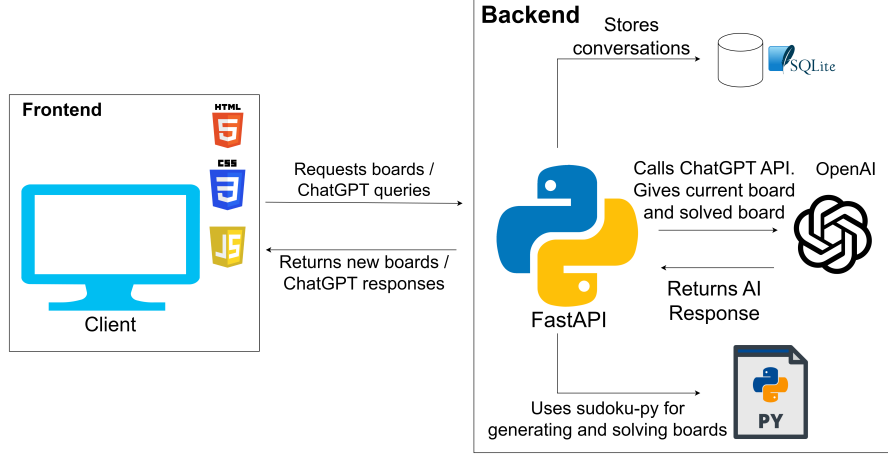 Backend
Stores
conversations
SQLite
Frontend
HTML
5
CSS
3
JS
Client
Requests boards /
ChatGPT queries
Returns new boards /
ChatGPT responses
FastAPI
Calls ChatGPT API.
Gives current board
and solved board
OpenAI
Returns AI
Response
Uses sudoku-py for
generating and solving boards
PY